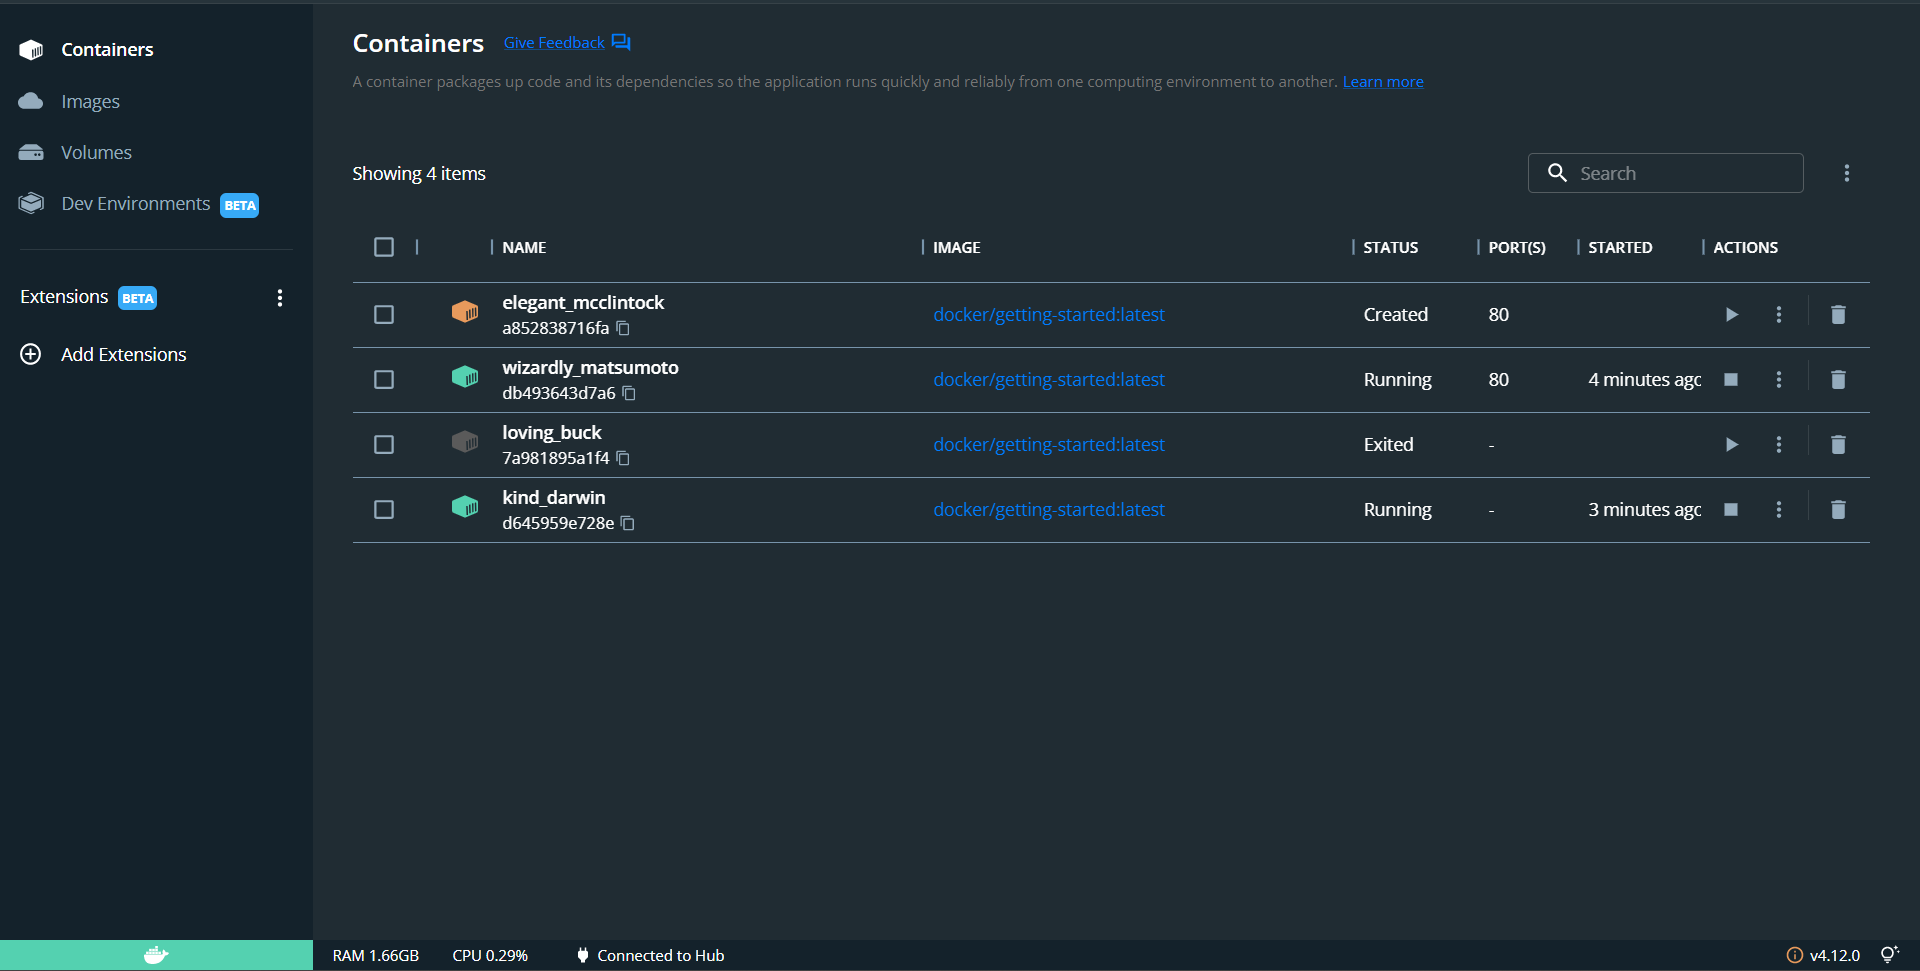 Containers
Images
Volumes
Dev Environments BETA
Extensions BETA
Add Extensions
Containers Give Feedback
A container packages up code and its dependencies so the application runs quickly and reliably from one computing environment to another. Learn more
Showing 4 items
Search
NAME IMAGE STATUS PORT(S) STARTED ACTIONS
elegant_mcclintock
a852838716fa
docker/getting-started:latest Created 80
wizardly_matsumoto
db493643d7a6
docker/getting-started:latest Running 80 4 minutes agc
loving_buck
7a981895a1f4
docker/getting-started:latest Exited -
kind_darwin
d645959e728e
docker/getting-started:latest Running - 3 minutes agc
RAM 1.66GB CPU 0.29% Connected to Hub v4.12.0